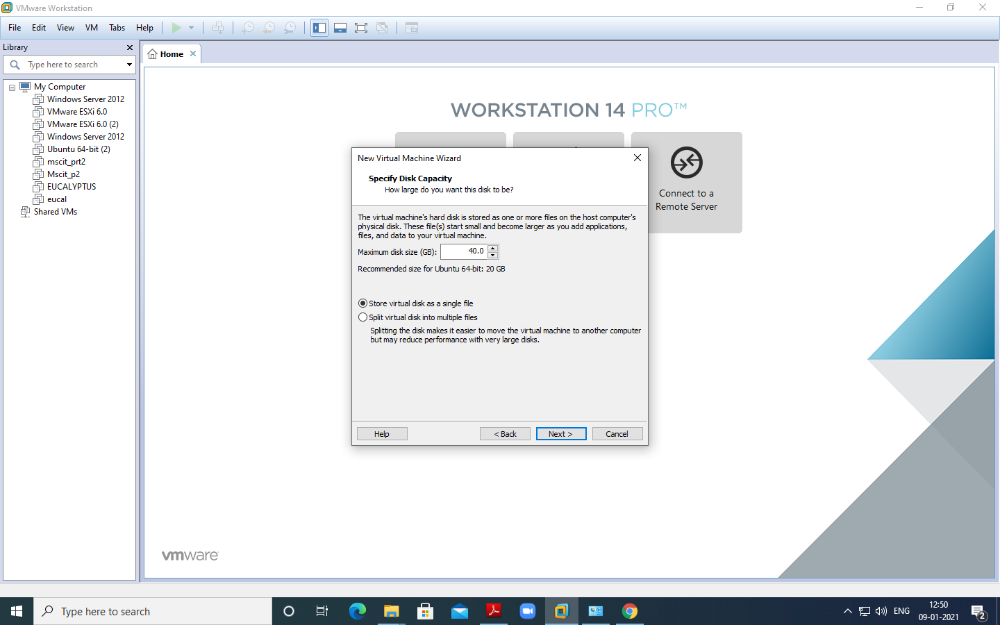 VMware Workstation
File Edit View VM Tabs Help
Library
Type here to search
My Computer
Windows Server 2012
VMware ESXi 6.0
VMware ESXi 6.0 (2)
Windows Server 2012
Ubuntu 64-bit (2)
mscit_prt2
Mscit_p2
EUCALYPTUS
eucal
Shared VMs
Home
WORKSTATION 14 PRO™
Connect to a
Remote Server
New Virtual Machine Wizard
Specify Disk Capacity
How large do you want this disk to be?
The virtual machine's hard disk is stored as one or more files on the host computer's
physical disk. These file(s) start small and become larger as you add applications,
files, and data to your virtual machine.
Maximum disk size (GB): 40.0
Recommended size for Ubuntu 64-bit: 20 GB
Store virtual disk as a single file
Split virtual disk into multiple files
Splitting the disk makes it easier to move the virtual machine to another computer
but may reduce performance with very large disks.
Help < Back Next > Cancel
vmware
Type here to search
ENG
12:50
09-01-2021
2